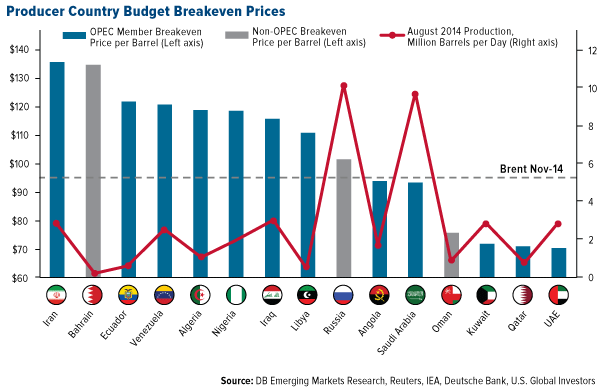 Producer Country Budget Breakeven Prices
OPEC Member Breakeven
Price per Barrel (Left axis)
Non-OPEC Breakeven
Price per Barrel (Left axis)
August 2014 Production,
Million Barrels per Day (Right axis)
$140
$130
$120
$110
$100
$90
$80
$70
$60
12
10
8
6
4
2
0
Brent Nov-14
Iran
Bahrain
Ecuador
Venezuela
Algeria
Nigeria
Iraq
Libya
Russia
Angola
Saudi Arabia
Oman
Kuwait
Qatar
UAE
Source: DB Emerging Markets Research, Reuters, IEA, Deutsche Bank, U.S. Global Investors